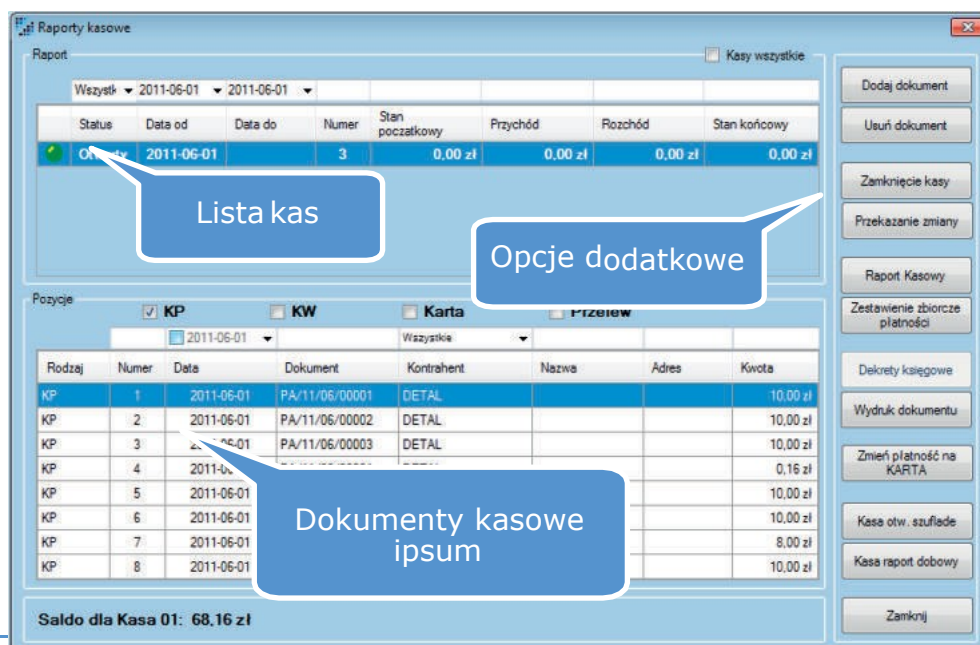 Raporty kasowe
Raport
Kasy wszystkie
Wszystk 2011-06-01 2011-06-01
Status Data od Data do Numer Stan początkowy Przychód Rozchód Stan końcowy
2011-06-01 3 0,00 zł 0,00 zł 0,00 zł 0,00 zł
Lista kas
Opcje dodatkowe
Pozycje
KP KW Karta Przelew
2011-06-01 Wszystkie
Rodzaj Numer Data Dokument Kontrahent Nazwa Adres Kwota
KP 1 2011-06-01 PA/11/06/00001 DETAL 10,00 zł
KP 2 2011-06-01 PA/11/06/00002 DETAL 10,00 zł
KP 3 PA/11/06/00003 DETAL 10,00 zł
KP 4 0,16 zł
KP 5 2011-06-01 10,00 zł
KP 6 2011-06-01 10,00 zł
KP 7 2011-06-01 8,00 zł
KP 8 2011-06-01 10,00 zł
Dokumenty kasowe
ipsum
Saldo dla Kasa 01: 68,16 zł
Dodaj dokument
Usuń dokument
Zamknięcie kasy
Przekazanie zmiany
Raport Kasowy
Zestawienie zbiorcze
płatności
Dekrety księgowe
Wydruk dokumentu
Zmień płatność na
KARTA
Kasa otw. szuflade
Kasa raport dobowy
Zamknij